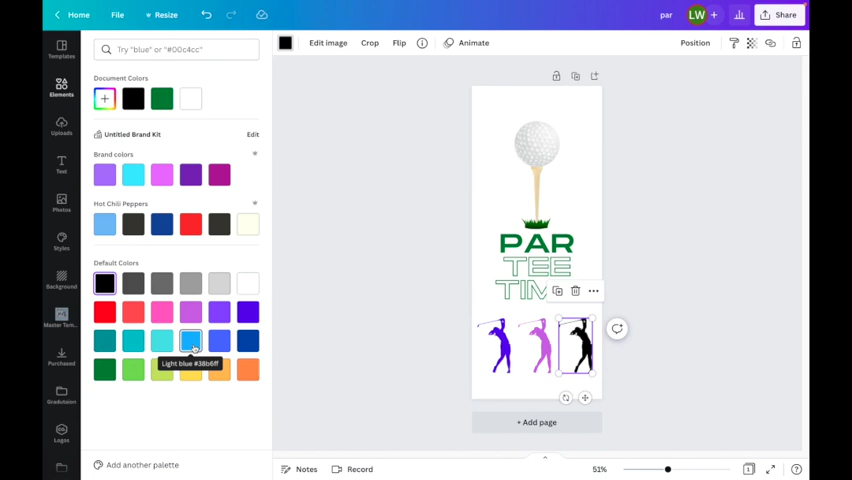 Home
File
Resize
par
LW
+
Share
Templates
Elements
Uploads
Text
Photos
Styles
Background
Master Tem...
Purchased
Graduation
Logos
Try "blue" or "#00c4cc"
Document Colors
Untitled Brand Kit
Edit
Brand colors
Hot Chili Peppers
Default Colors
Light blue #38b6ff
Add another palette
Edit image
Crop
Flip
Animate
Position
PAR
TEE
TIME
+ Add page
Notes
Record
51%
1